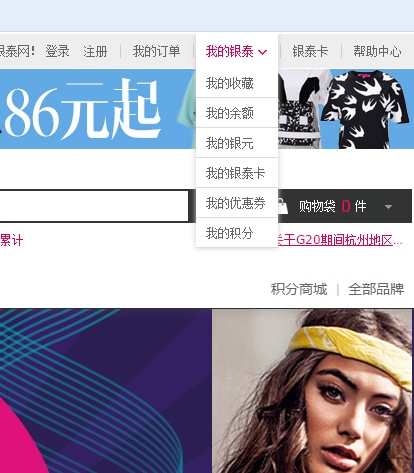 银泰网! 登录 注册 我的订单 我的银泰 银泰卡 帮助中心
我的收藏
我的余额
我的银元
我的银泰卡
我的优惠券
我的积分
86元起
购物袋 0 件
累计
关于G20期间杭州地区...
积分商城 | 全部品牌